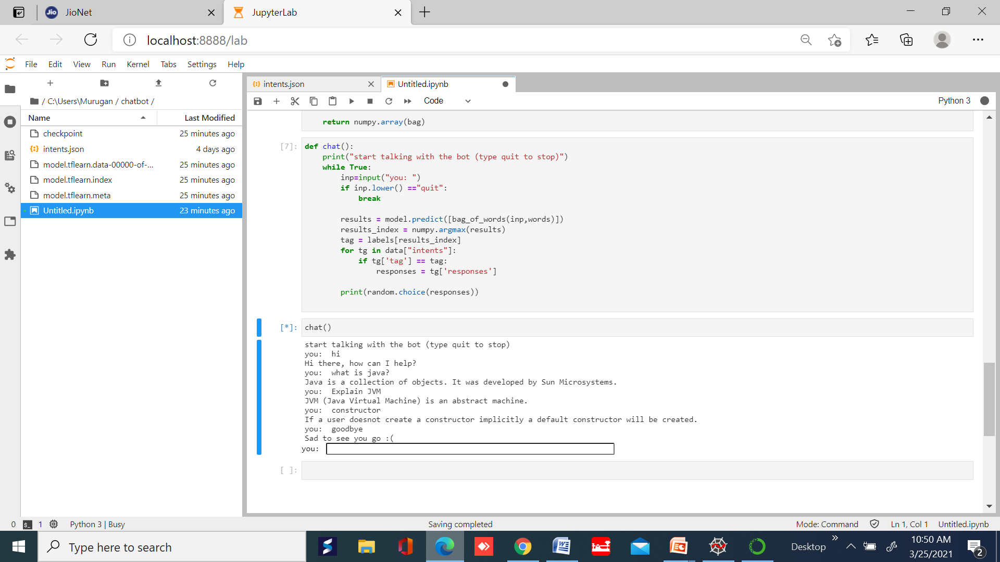 JioNet
JupyterLab
localhost:8888/lab
File Edit View Run Kernel Tabs Settings Help
intents.json
Untitled.ipynb
/ C:\Users\Murugan / chatbot /
Code
Python 3
Name Last Modified
checkpoint 25 minutes ago
intents.json 4 days ago
model.tflearn.data-00000-of-... 25 minutes ago
model.tflearn.index 25 minutes ago
model.tflearn.meta 25 minutes ago
Untitled.ipynb 23 minutes ago
return numpy.array(bag)
[7]: def chat():
print("start talking with the bot (type quit to stop)")
while True:
inp=input("you: ")
if inp.lower() =="quit":
break
results = model.predict([bag_of_words(inp,words)])
results_index = numpy.argmax(results)
tag = labels[results_index]
for tg in data["intents"]:
if tg['tag'] == tag:
responses = tg['responses']
print(random.choice(responses))
[*]: chat()
start talking with the bot (type quit to stop)
you: hi
Hi there, how can I help?
you: what is java?
Java is a collection of objects. It was developed by Sun Microsystems.
you: Explain JVM
JVM (Java Virtual Machine) is an abstract machine.
you: constructor
If a user doesnot create a constructor implicitly a default constructor will be created.
you: goodbye
Sad to see you go :(
you:
[ ]:
0 1 Python 3 | Busy Saving completed Mode: Command Ln 1, Col 1 Untitled.ipynb
Type here to search
Desktop
10:50 AM
3/25/2021
2